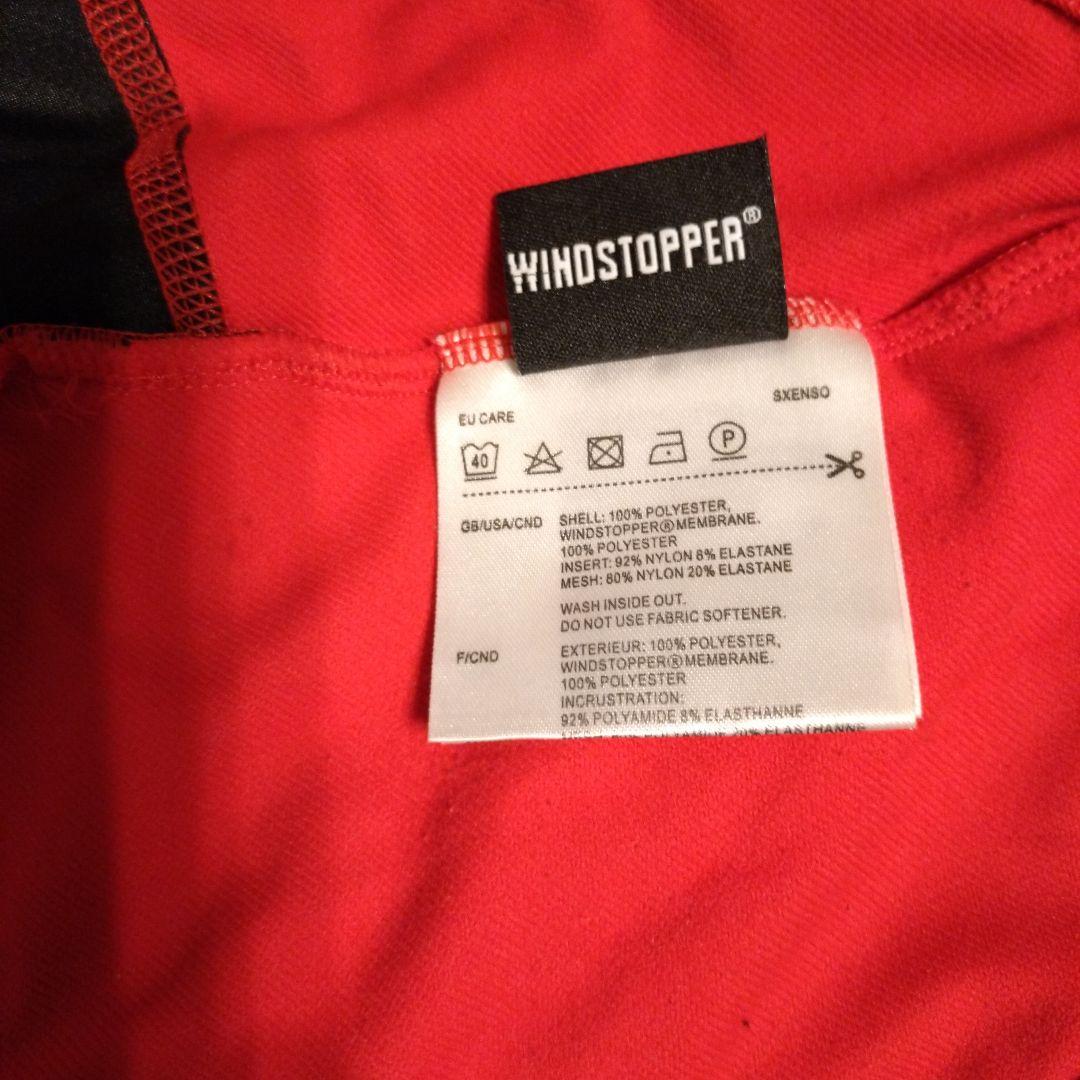 WINDSTOPPER®
SXENSO
EU CARE
40 P
GB/USA/CND SHELL: 100% POLYESTER,
WINDSTOPPER® MEMBRANE.
100% POLYESTER
INSERT: 92% NYLON 8% ELASTANE
MESH: 80% NYLON 20% ELASTANE
WASH INSIDE OUT.
DO NOT USE FABRIC SOFTENER.
F/CND EXTERIEUR: 100% POLYESTER,
WINDSTOPPER® MEMBRANE.
100% POLYESTER
INCRUSTRATION:
92% POLYAMIDE 8% ELASTHANNE
20% ELASTHANNE